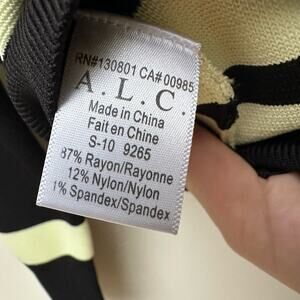 RN#130801 CA# 00985
A. L. C.
Made in China
Fait en Chine
S-10 9265
87% Rayon/Rayonne
12% Nylon/Nylon
1% Spandex/Spandex